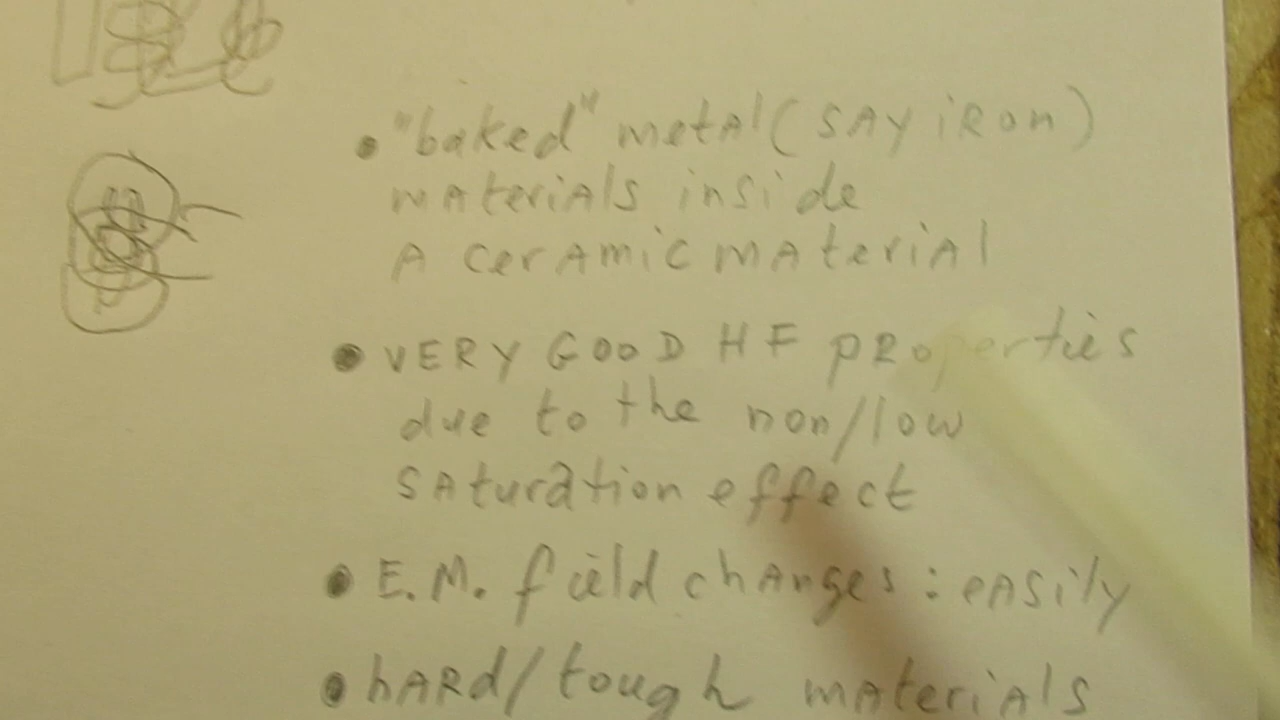 • "baked" metAl (SAY iRon)
mAteriAls inside
A cerAmic mAteriAl
• VERY GOOD HF pRoperties
due to the non/low
SAturation effect
• E.M. field chAnges : eAsily
• hARd/tough mAteriAls